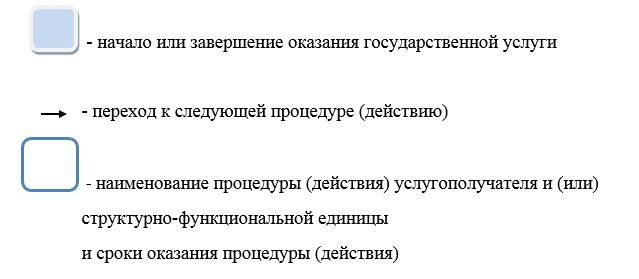 - начало или завершение оказания государственной услуги
- переход к следующей процедуре (действию)
- наименование процедуры (действия) услугополучателя и (или)
структурно-функциональной единицы
и сроки оказания процедуры (действия)